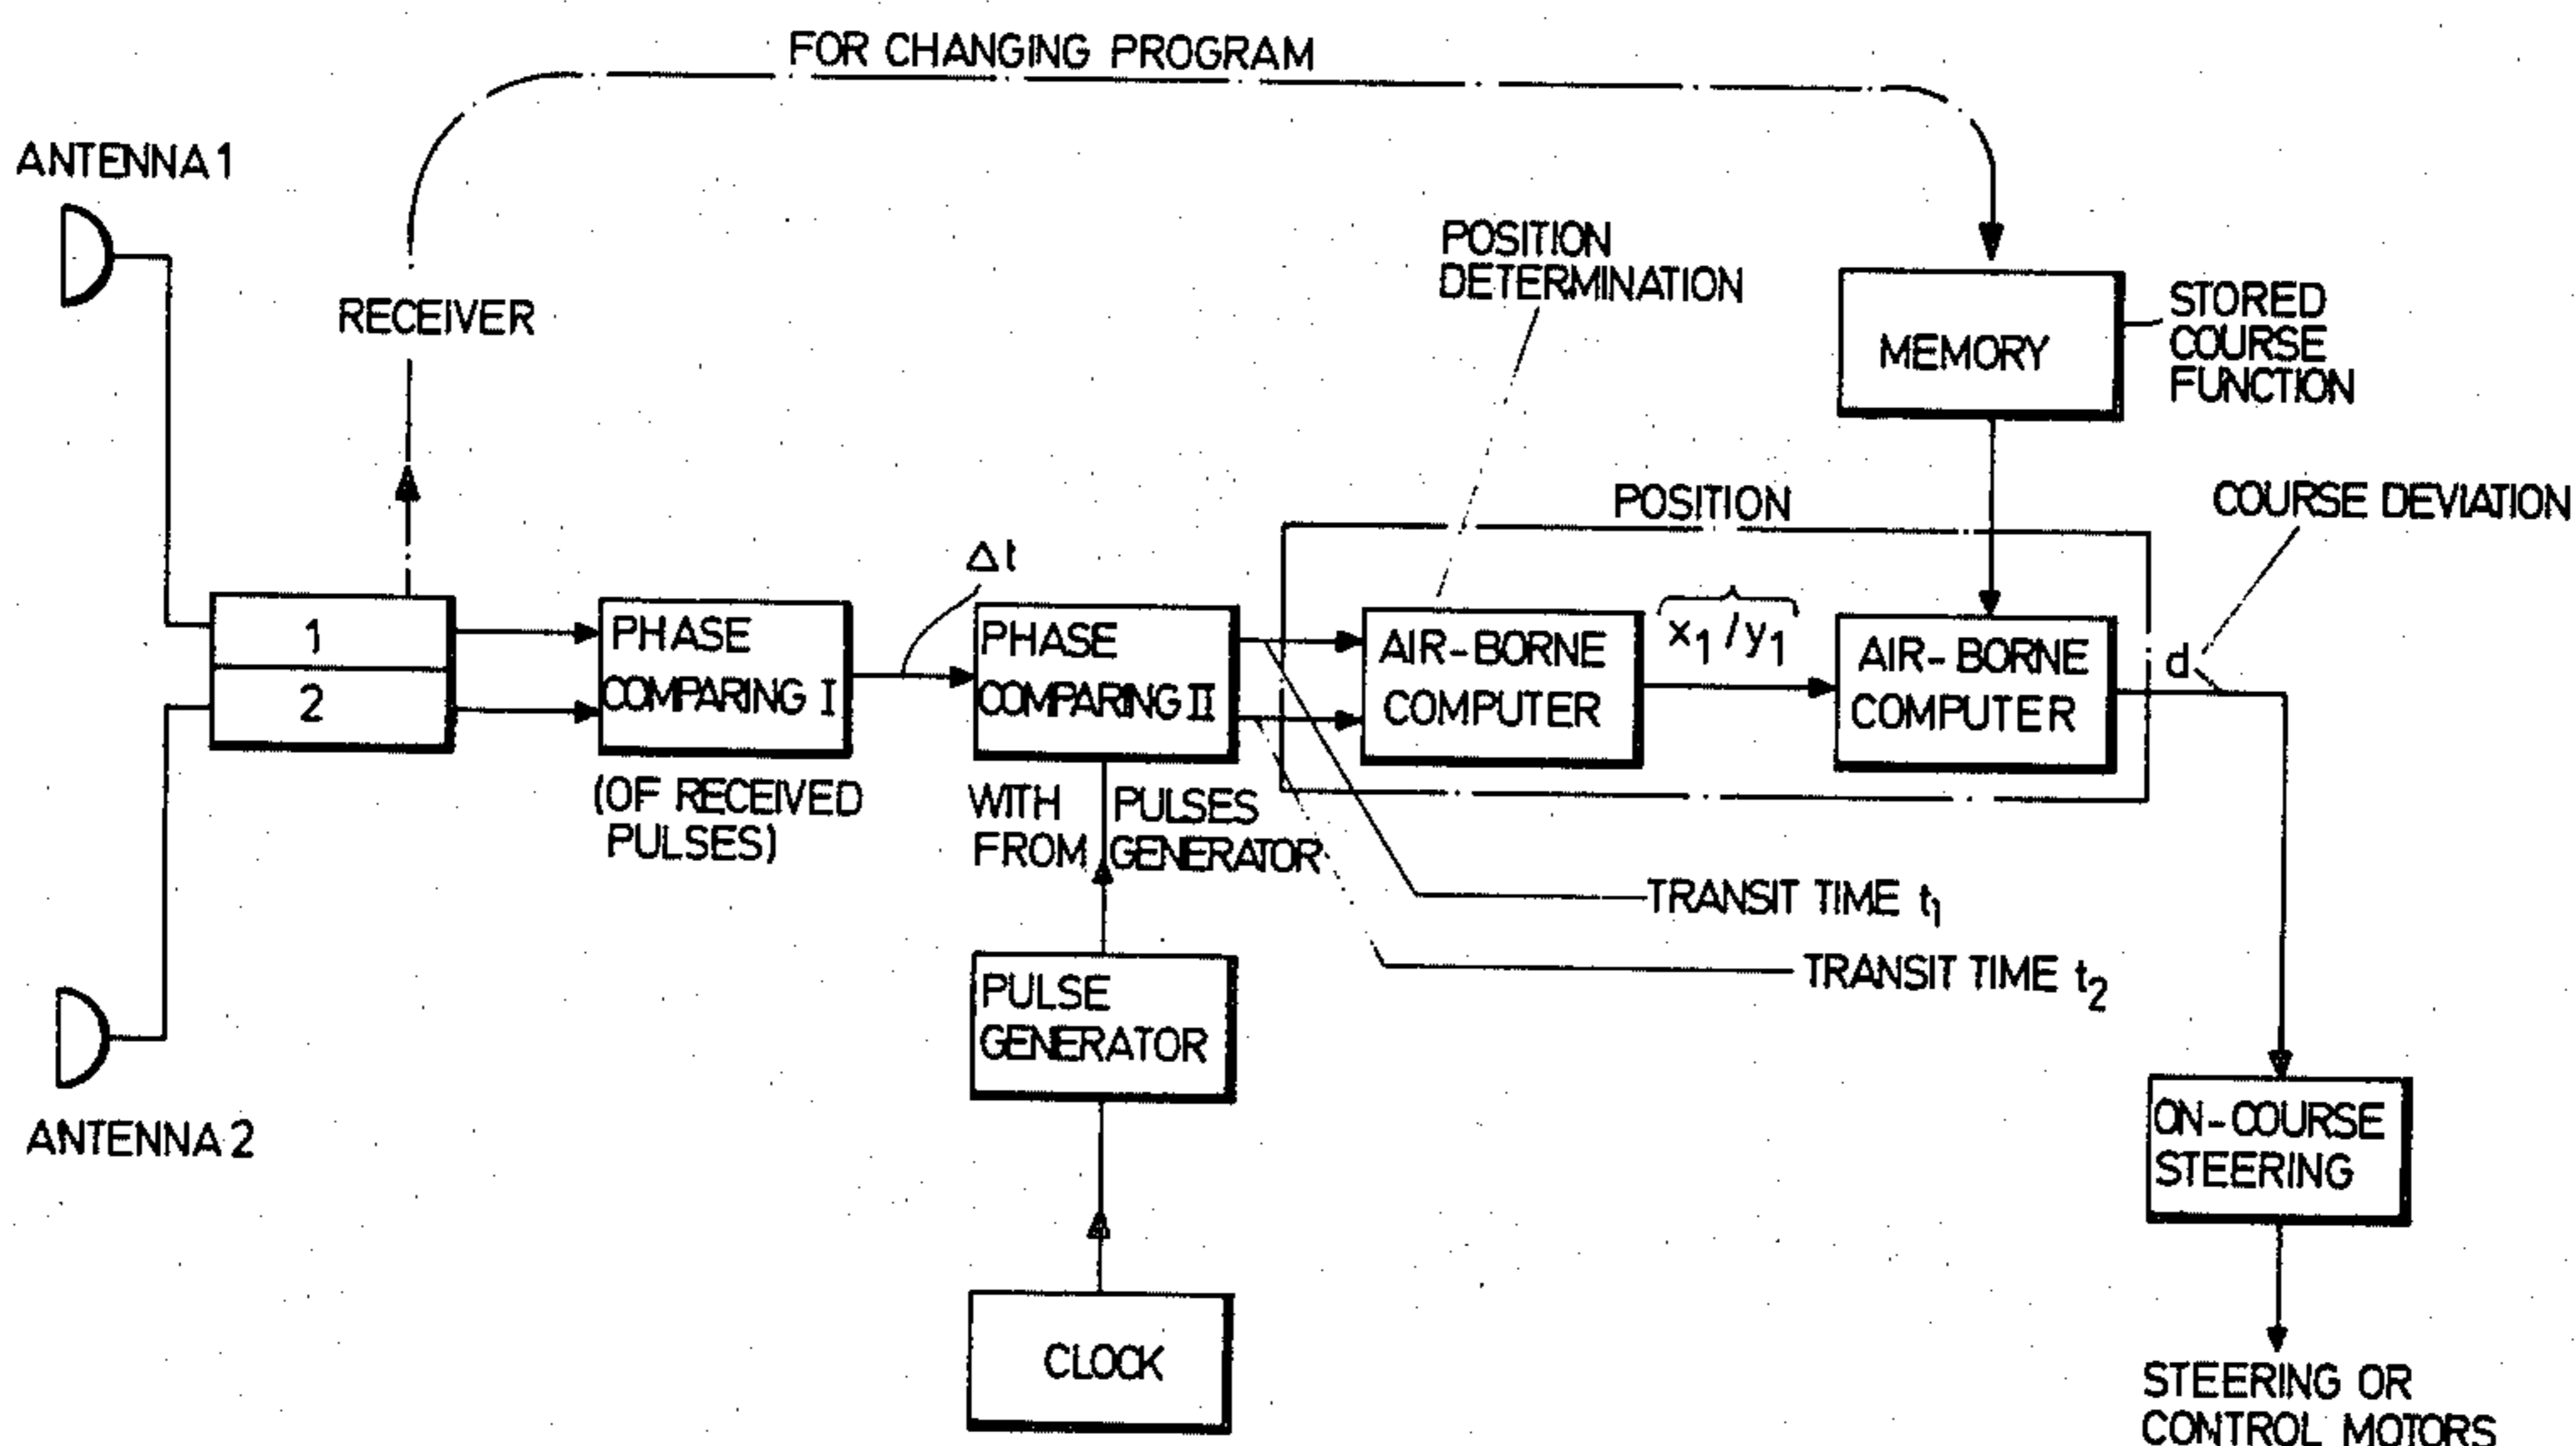 FOR CHANGING PROGRAM
ANTENNA 1
RECEIVER
POSITION
DETERMINATION
MEMORY
STORED
COURSE
FUNCTION
POSITION
COURSE DEVIATION
Δt
1
2
PHASE
COMPARING I
(OF RECEIVED
PULSES)
PHASE
COMPARING II
WITH PULSES
FROM GENERATOR
AIR-BORNE
COMPUTER
x₁/y₁
AIR-BORNE
COMPUTER
d
TRANSIT TIME t₁
TRANSIT TIME t₂
PULSE
GENERATOR
ANTENNA 2
ON-COURSE
STEERING
CLOCK
STEERING OR
CONTROL MOTORS